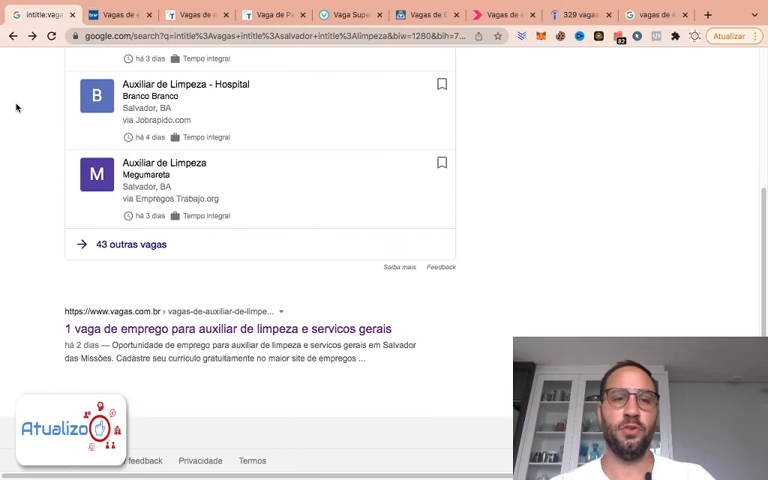 intitle:vaga
Vagas de e
Vagas de e
Vaga de Pa
Vaga Supe
Vagas de E
Vagas de e
329 vagas
vagas de e
google.com/search?q=intitle%3Avagas+intitle%3Asalvador+intitle%3Alimpeza&biw=1280&bih=7...
82
Atualizar
há 3 dias Tempo integral
B
Auxiliar de Limpeza - Hospital
Branco Branco
Salvador, BA
via Jobrapido.com
há 4 dias Tempo integral
M
Auxiliar de Limpeza
Megumareta
Salvador, BA
via Empregos Trabajo.org
há 3 dias Tempo integral
43 outras vagas
Saiba mais Feedback
https://www.vagas.com.br › vagas-de-auxiliar-de-limpe...
1 vaga de emprego para auxiliar de limpeza e servicos gerais
há 2 dias — Oportunidade de emprego para auxiliar de limpeza e serviços gerais em Salvador
das Missões. Cadastre seu currículo gratuitamente no maior site de empregos ...
Atualizo
feedback Privacidade Termos